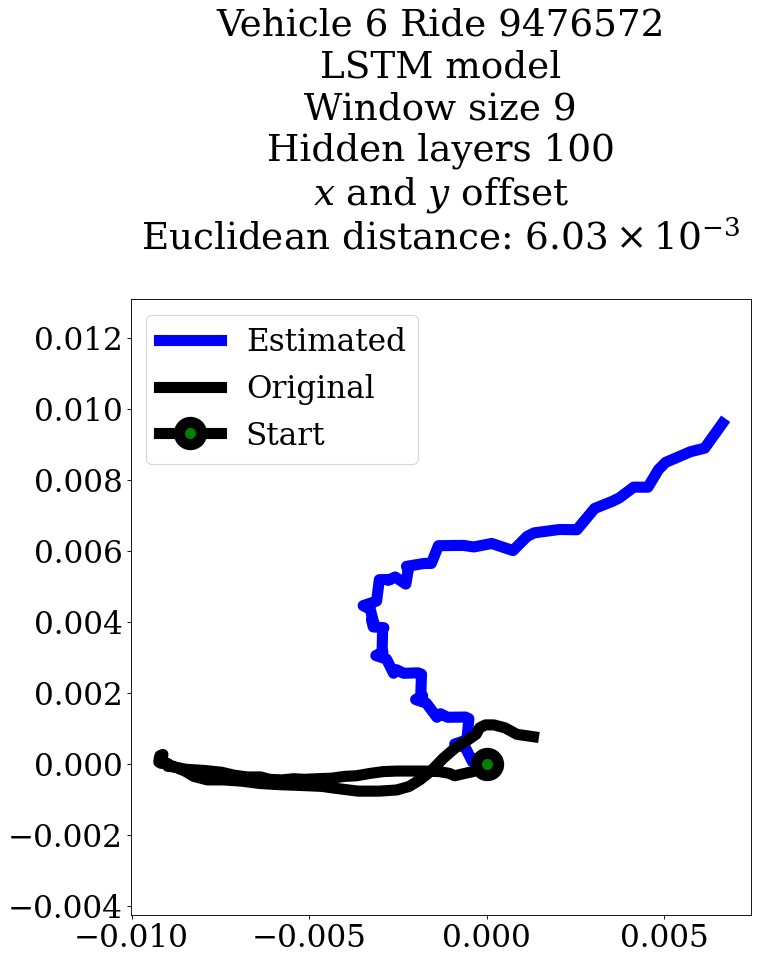 Vehicle 6 Ride 9476572
LSTM model
Window size 9
Hidden layers 100
x and y offset
Euclidean distance: 6.03 × 10⁻³
Estimated
Original
Start
0.012
0.010
0.008
0.006
0.004
0.002
0.000
−0.002
−0.004
−0.010 −0.005 0.000 0.005